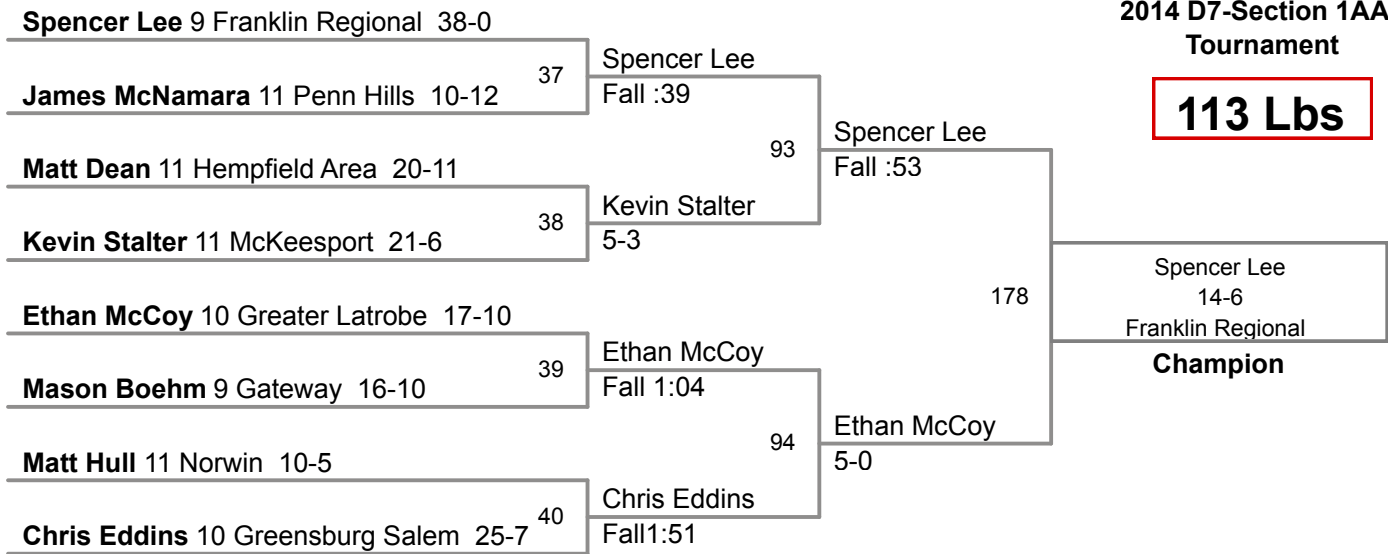 2014 D7-Section 1AA
Tournament
113 Lbs
Spencer Lee 9 Franklin Regional 38-0
James McNamara 11 Penn Hills 10-12
Matt Dean 11 Hempfield Area 20-11
Kevin Stalter 11 McKeesport 21-6
Ethan McCoy 10 Greater Latrobe 17-10
Mason Boehm 9 Gateway 16-10
Matt Hull 11 Norwin 10-5
Chris Eddins 10 Greensburg Salem 25-7
37
Spencer Lee
Fall :39
38
Kevin Stalter
5-3
39
Ethan McCoy
Fall 1:04
40
Chris Eddins
Fall1:51
93
Spencer Lee
Fall :53
94
Ethan McCoy
5-0
178
Spencer Lee
14-6
Franklin Regional
Champion